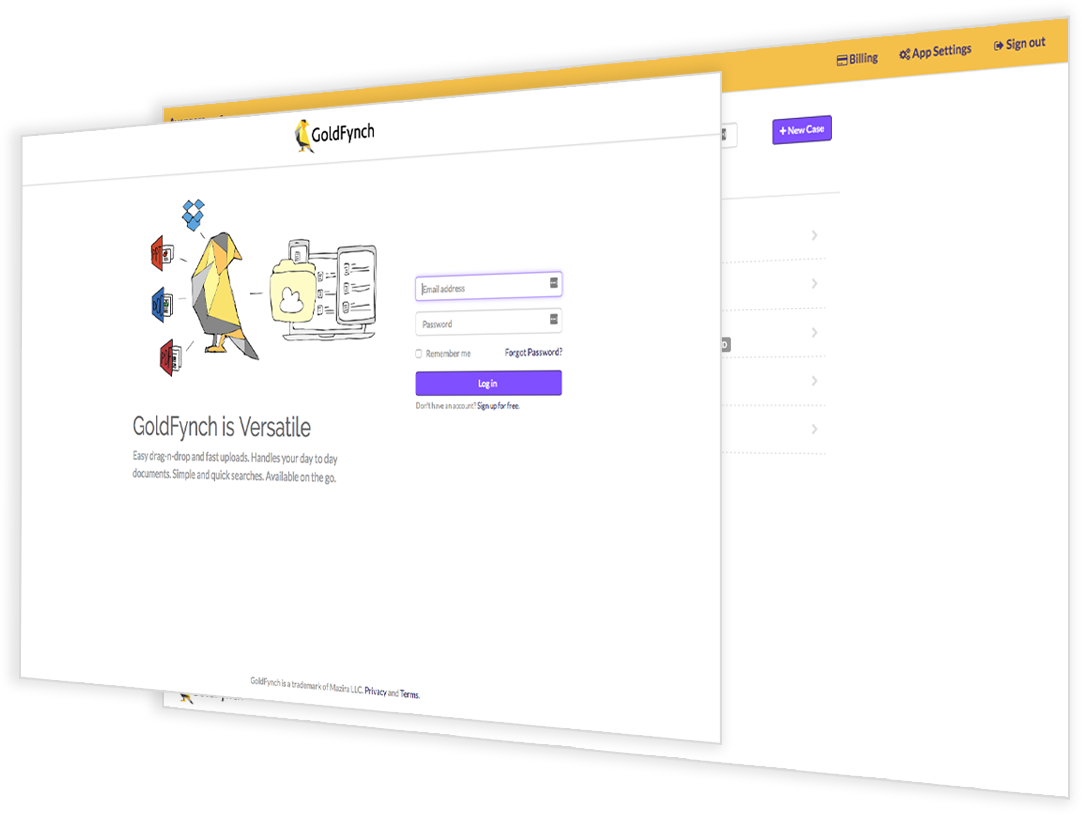 Billing
App Settings
Sign out
GoldFynch
+ New Case
Email address
Password
Remember me
Forgot Password?
Log in
Don't have an account? Sign up for free.
GoldFynch is Versatile
Easy drag-n-drop and fast uploads. Handles your day to day
documents. Simple and quick searches. Available on the go.
GoldFynch is a trademark of Mazira LLC. Privacy and Terms.